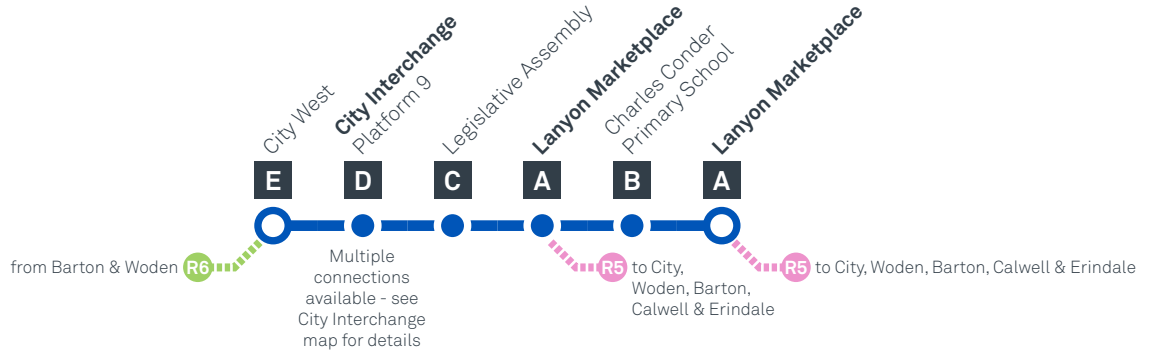 City West
City Interchange
Platform 9
Legislative Assembly
Lanyon Marketplace
Charles Conder
Primary School
Lanyon Marketplace
E
D
C
A
B
A
from Barton & Woden
R6
Multiple
connections
available - see
City Interchange
map for details
R5
to City,
Woden, Barton,
Calwell & Erindale
R5
to City, Woden, Barton, Calwell & Erindale